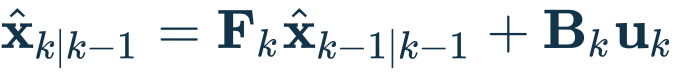 x̂ₖ|ₖ₋₁ = Fₖx̂ₖ₋₁|ₖ₋₁ + Bₖuₖ